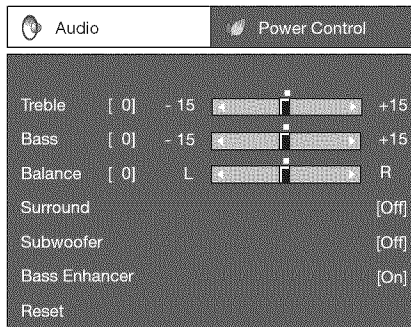 Audio Power Control
Treble [ 0] - 15 +15
Bass [ 0] - 15 +15
Balance [ 0] L R
Surround [Off]
Subwoofer [Off]
Bass Enhancer [On]
Reset